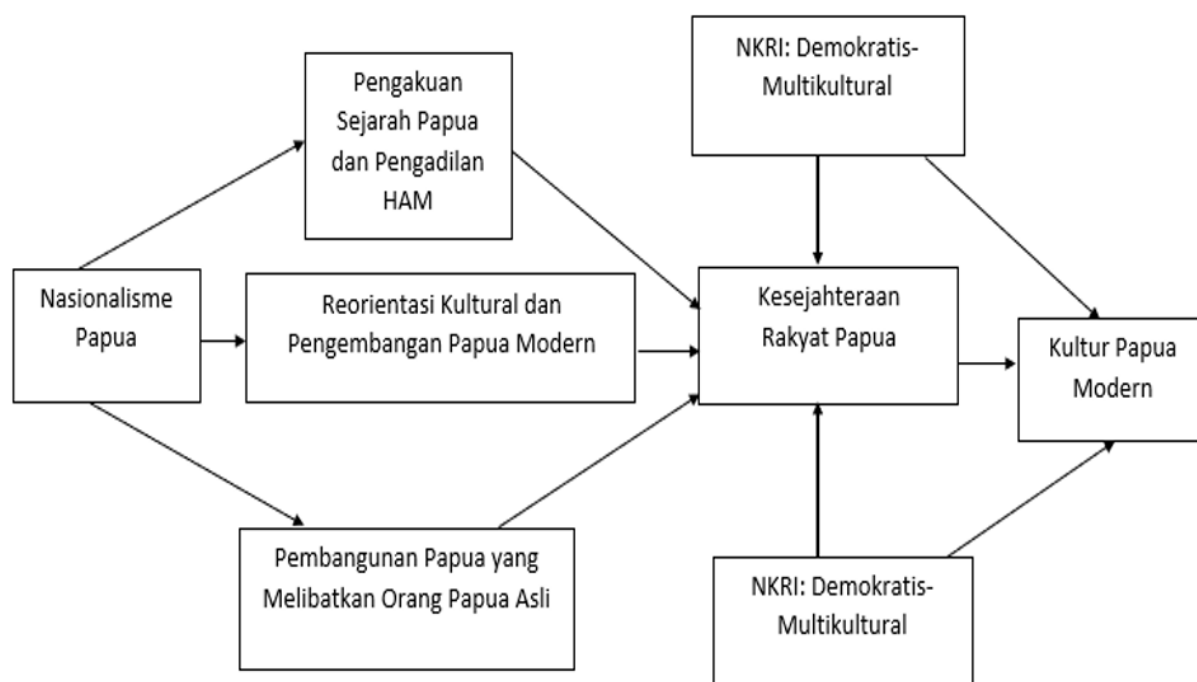 NKRI: Demokratis-
Multikultural
Pengakuan
Sejarah Papua
dan Pengadilan
HAM
Nasionalisme
Papua
Reorientasi Kultural dan
Pengembangan Papua Modern
Kesejahteraan
Rakyat Papua
Kultur Papua
Modern
Pembangunan Papua yang
Melibatkan Orang Papua Asli
NKRI: Demokratis-
Multikultural